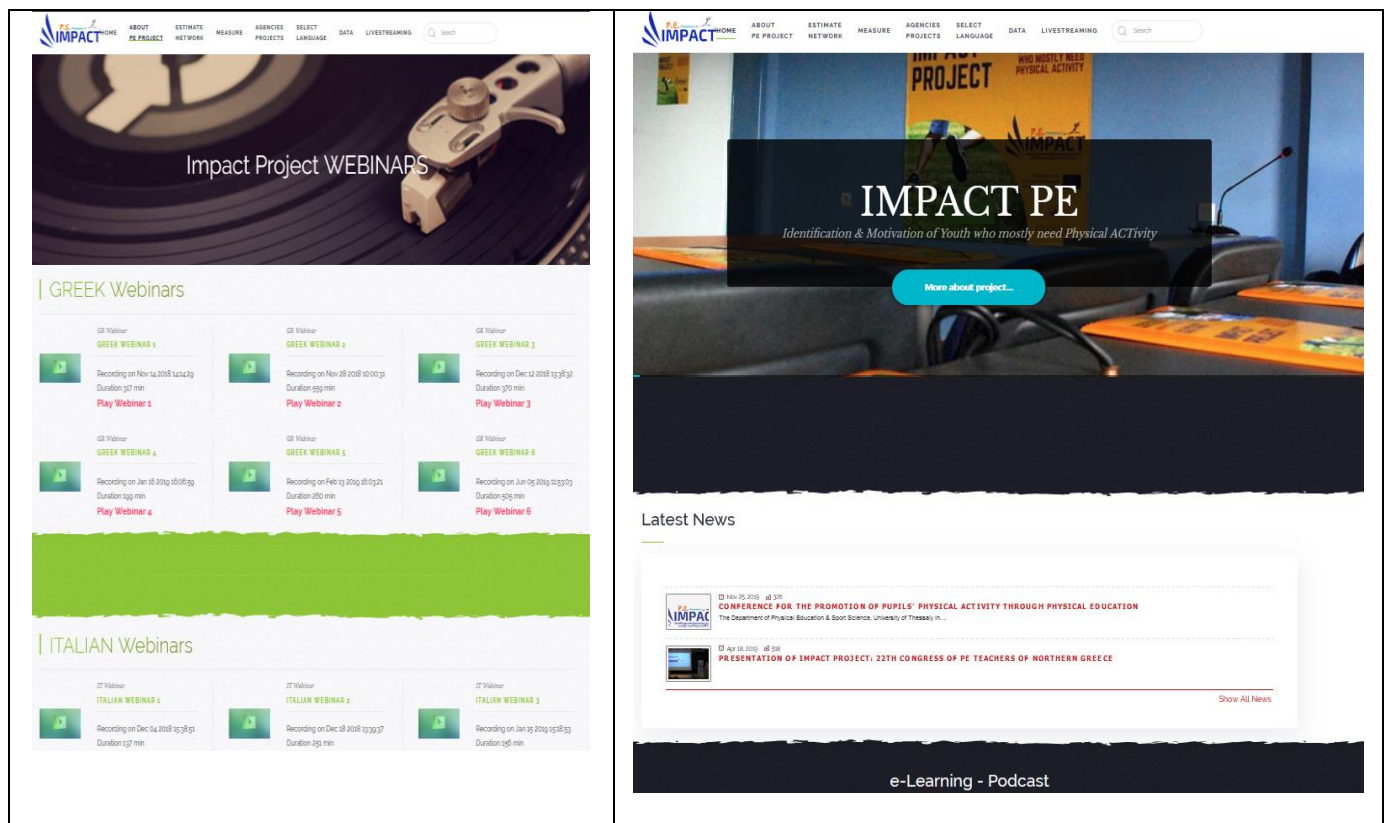 P.E.
IMPACT
HOME
ABOUT
PE PROJECT
ESTIMATE
NETWORK
MEASURE
AGENCIES
PROJECTS
SELECT
LANGUAGE
DATA
LIVESTREAMING
Search
Impact Project WEBINARS
GREEK Webinars
GR Webinar
GREEK WEBINAR 1
Recording on Nov 14 2018 14:14:29
Duration 317 min
Play Webinar 1
GR Webinar
GREEK WEBINAR 2
Recording on Nov 28 2018 10:00:31
Duration 559 min
Play Webinar 2
GR Webinar
GREEK WEBINAR 3
Recording on Dec 12 2018 13:38:32
Duration 370 min
Play Webinar 3
GR Webinar
GREEK WEBINAR 4
Recording on Jan 16 2019 16:06:59
Duration 199 min
Play Webinar 4
GR Webinar
GREEK WEBINAR 5
Recording on Feb 13 2019 16:03:21
Duration 260 min
Play Webinar 5
GR Webinar
GREEK WEBINAR 6
Recording on Jun 05 2019 11:53:03
Duration 505 min
Play Webinar 6
ITALIAN Webinars
IT Webinar
ITALIAN WEBINAR 1
Recording on Dec 04 2018 15:38:51
Duration 137 min
IT Webinar
ITALIAN WEBINAR 2
Recording on Dec 18 2018 13:39:37
Duration 251 min
IT Webinar
ITALIAN WEBINAR 3
Recording on Jan 15 2019 15:18:53
Duration 156 min
P.E.
IMPACT
HOME
ABOUT
PE PROJECT
ESTIMATE
NETWORK
MEASURE
AGENCIES
PROJECTS
SELECT
LANGUAGE
DATA
LIVESTREAMING
Search
PROJECT
WHO MOSTLY NEED
PHYSICAL ACTIVITY
P.E.
IMPACT
IMPACT PE
Identification & Motivation of Youth who mostly need Physical ACTivity
More about project...
Latest News
P.E.
IMPAC
Nov 25, 2019 326
CONFERENCE FOR THE PROMOTION OF PUPILS' PHYSICAL ACTIVITY THROUGH PHYSICAL EDUCATION
The Department of Physical Education & Sport Science, University of Thessaly In...
Apr 18, 2019 518
PRESENTATION OF IMPACT PROJECT: 22TH CONGRESS OF PE TEACHERS OF NORTHERN GREECE
Show All News
e-Learning - Podcast